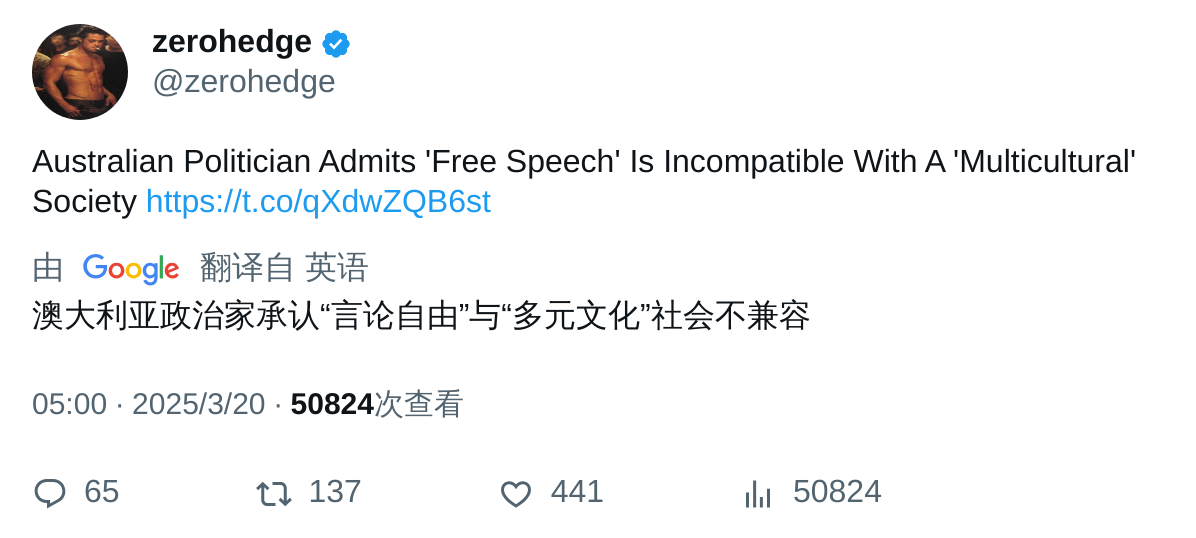 zerohedge
@zerohedge
Australian Politician Admits 'Free Speech' Is Incompatible With A 'Multicultural'
Society https://t.co/qXdwZQB6st
由 Google 翻译自 英语
澳大利亚政治家承认“言论自由”与“多元文化”社会不兼容
05:00 · 2025/3/20 · 50824次查看
65 137 441 50824